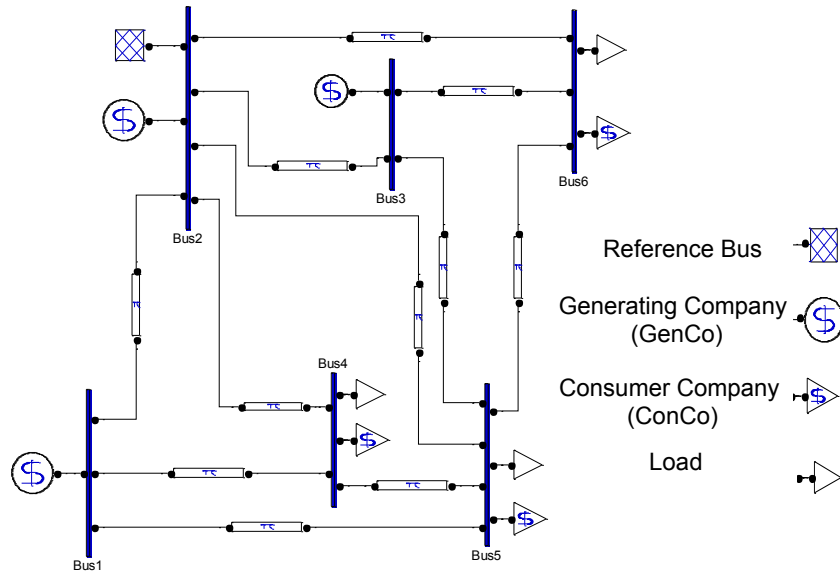 Bus6
Bus3
Bus2
Reference Bus
$
$
$
Generating Company
(GenCo)
$
π
π
π
π
π
π
π
π
π
π
π
Bus4
$
Consumer Company
(ConCo)
$
$
Load
$
Bus5
Bus1